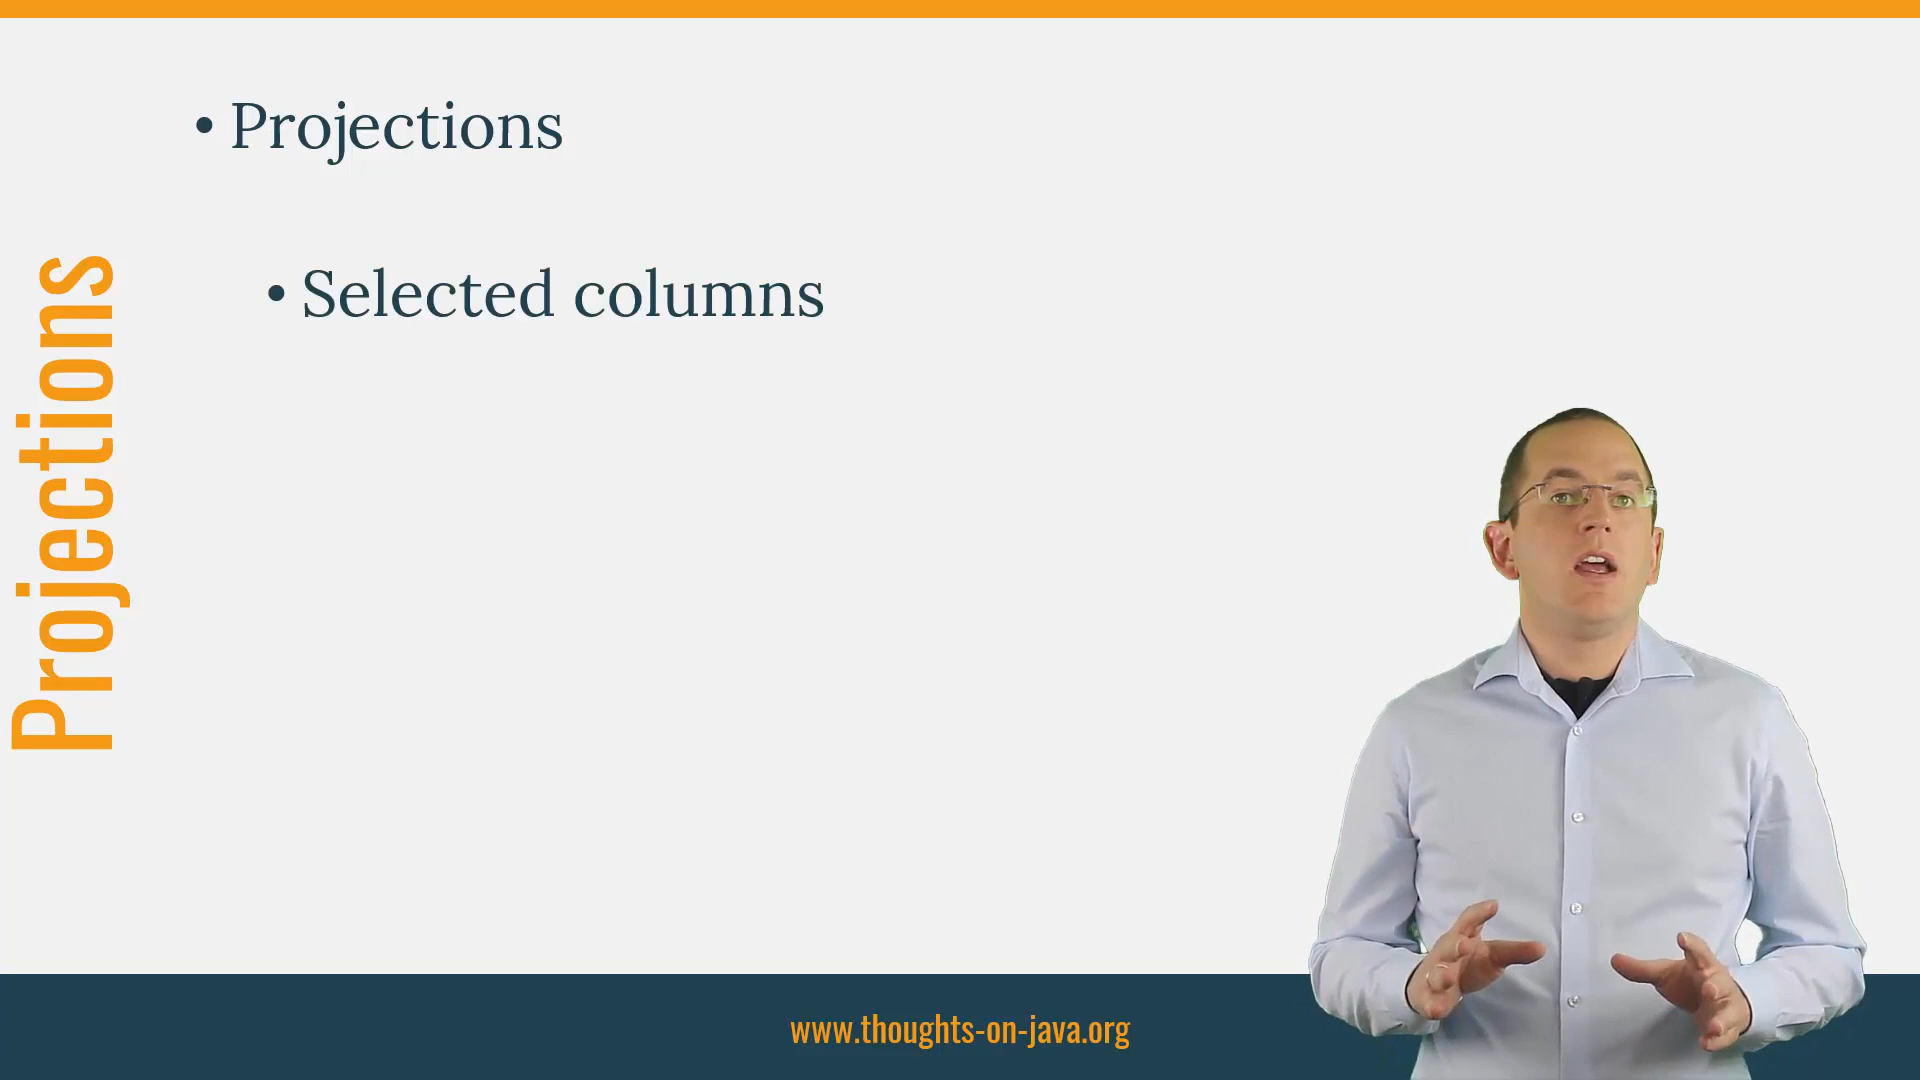 Projections
• Projections
• Selected columns
www.thoughts-on-java.org